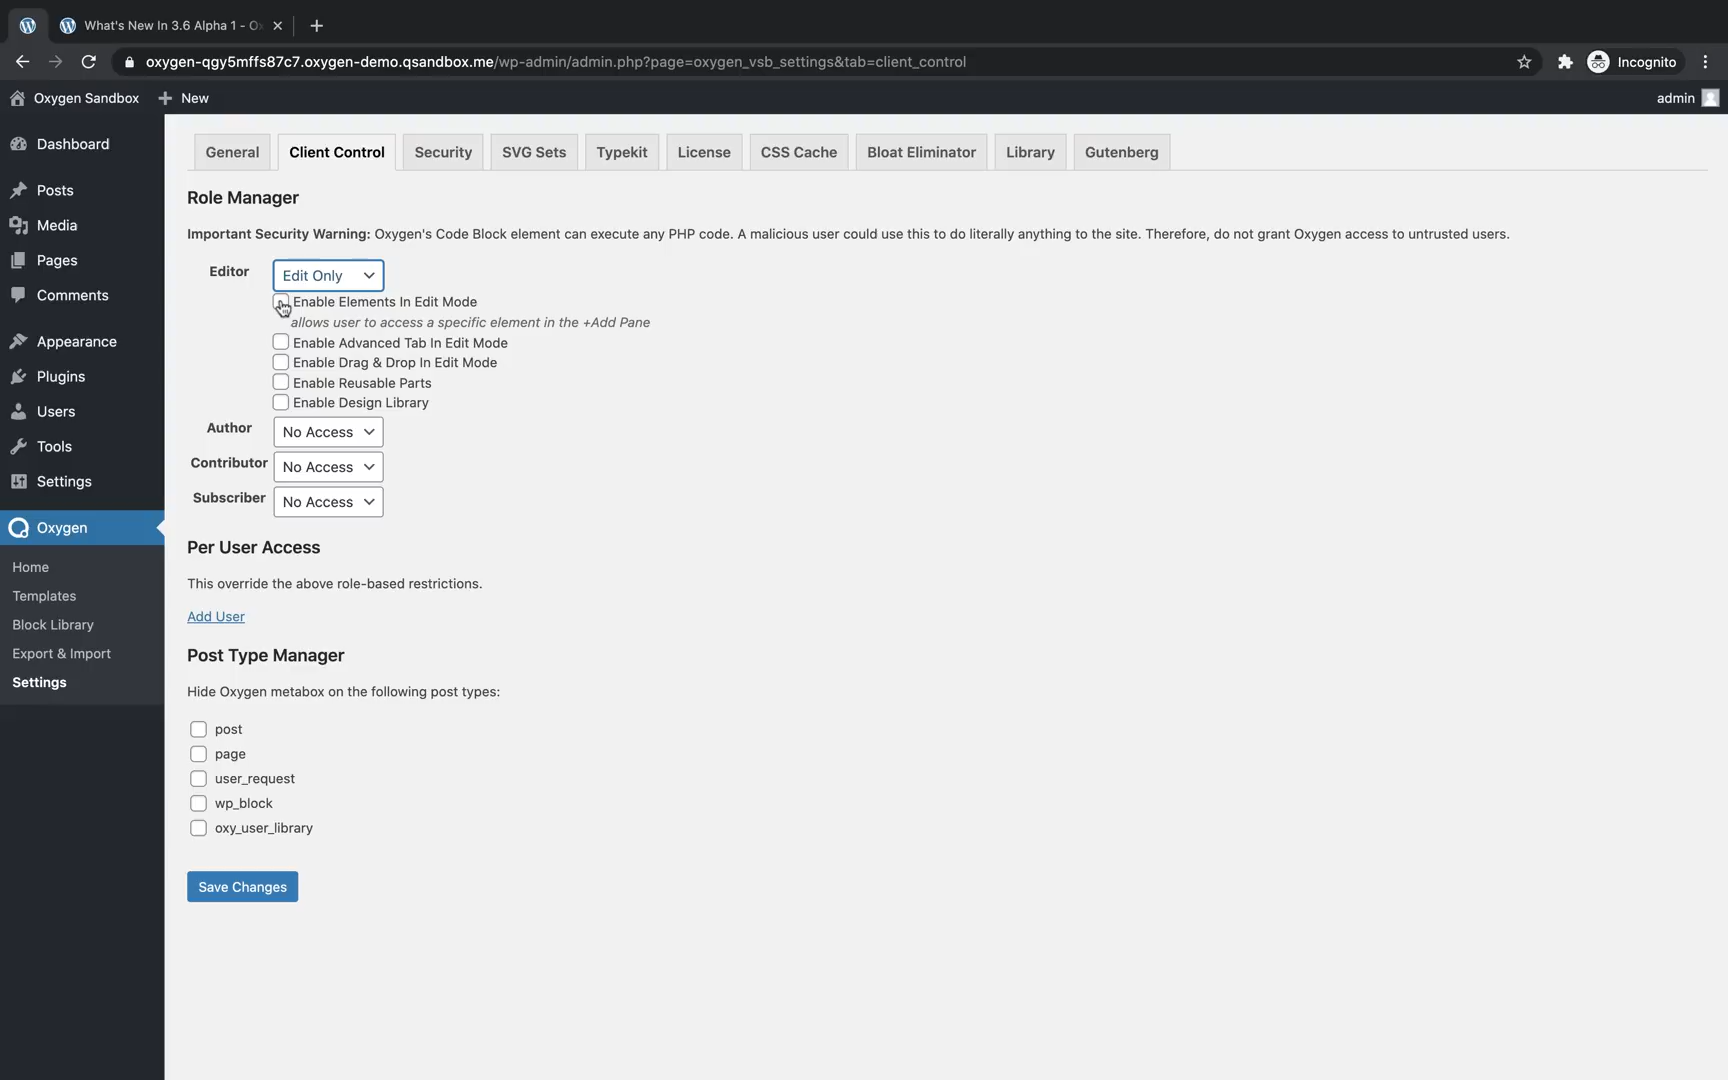 What's New In 3.6 Alpha 1 - Ox
oxygen-qgy5mffs87c7.oxygen-demo.qsandbox.me/wp-admin/admin.php?page=oxygen_vsb_settings&tab=client_control
Incognito
Oxygen Sandbox
New
admin
Dashboard
Posts
Media
Pages
Comments
Appearance
Plugins
Users
Tools
Settings
Oxygen
Home
Templates
Block Library
Export & Import
Settings
General
Client Control
Security
SVG Sets
Typekit
License
CSS Cache
Bloat Eliminator
Library
Gutenberg
Role Manager
Important Security Warning: Oxygen's Code Block element can execute any PHP code. A malicious user could use this to do literally anything to the site. Therefore, do not grant Oxygen access to untrusted users.
Editor
Edit Only
Enable Elements In Edit Mode
allows user to access a specific element in the +Add Pane
Enable Advanced Tab In Edit Mode
Enable Drag & Drop In Edit Mode
Enable Reusable Parts
Enable Design Library
Author
No Access
Contributor
No Access
Subscriber
No Access
Per User Access
This override the above role-based restrictions.
Add User
Post Type Manager
Hide Oxygen metabox on the following post types:
post
page
user_request
wp_block
oxy_user_library
Save Changes